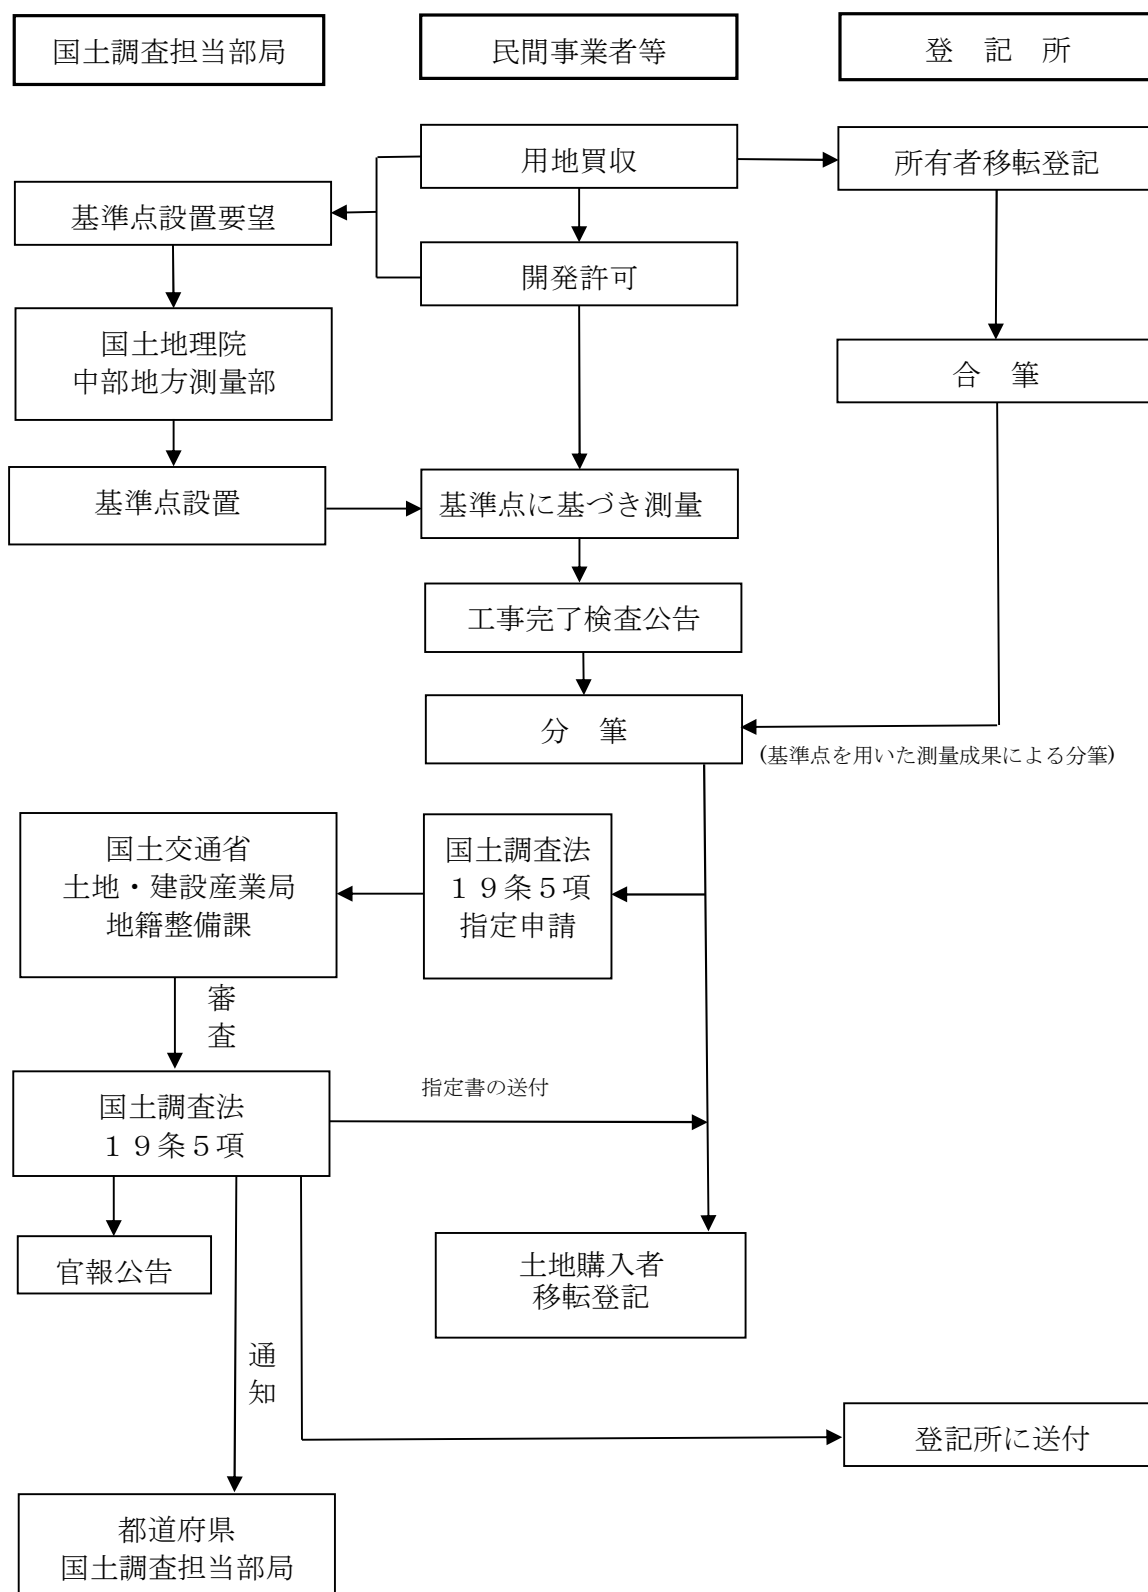 国土調査担当部局
民間事業者等
登　記　所
用地買収
所有者移転登記
基準点設置要望
開発許可
国土地理院
中部地方測量部
合　筆
基準点設置
基準点に基づき測量
工事完了検査公告
分　筆
(基準点を用いた測量成果による分筆)
国土交通省
土地・建設産業局
地籍整備課
国土調査法
１９条５項
指定申請
審
査
国土調査法
１９条５項
指定書の送付
官報公告
土地購入者
移転登記
通
知
登記所に送付
都道府県
国土調査担当部局